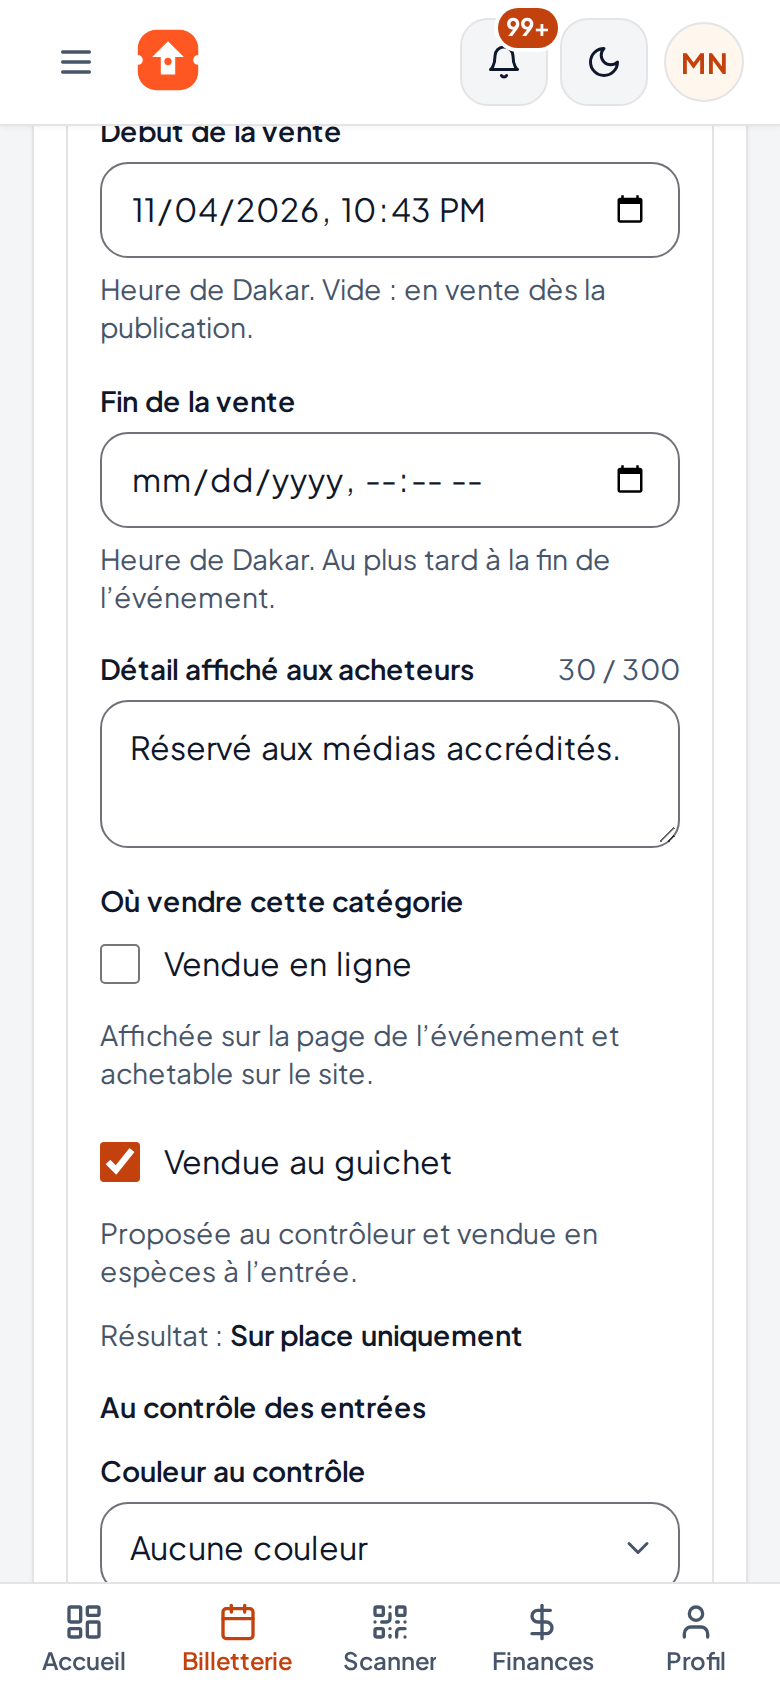 99+
MN
Début de la vente
11/04/2026, 10:43 PM
Heure de Dakar. Vide : en vente dès la
publication.
Fin de la vente
mm/dd/yyyy, --:-- --
Heure de Dakar. Au plus tard à la fin de
l’événement.
Détail affiché aux acheteurs 30 / 300
Réservé aux médias accrédités.
Où vendre cette catégorie
Vendue en ligne
Affichée sur la page de l’événement et
achetable sur le site.
Vendue au guichet
Proposée au contrôleur et vendue en
espèces à l’entrée.
Résultat : Sur place uniquement
Au contrôle des entrées
Couleur au contrôle
Aucune couleur
Accueil Billetterie Scanner Finances Profil